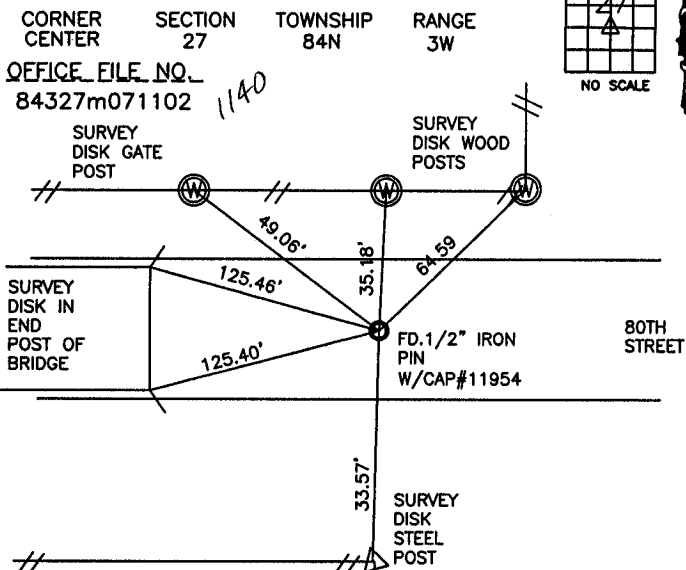 CORNER SECTION TOWNSHIP RANGE
CENTER 27 84N 3W
OFFICE FILE NO.
84327m071102
1140
NO SCALE
SURVEY
DISK GATE
POST
SURVEY
DISK WOOD
POSTS
W
W
W
49.06'
35.18'
64.59
125.46'
125.40'
SURVEY
DISK IN
END
POST OF
BRIDGE
FD.1/2" IRON
PIN
W/CAP#11954
80TH
STREET
33.57'
SURVEY
DISK
STEEL
POST